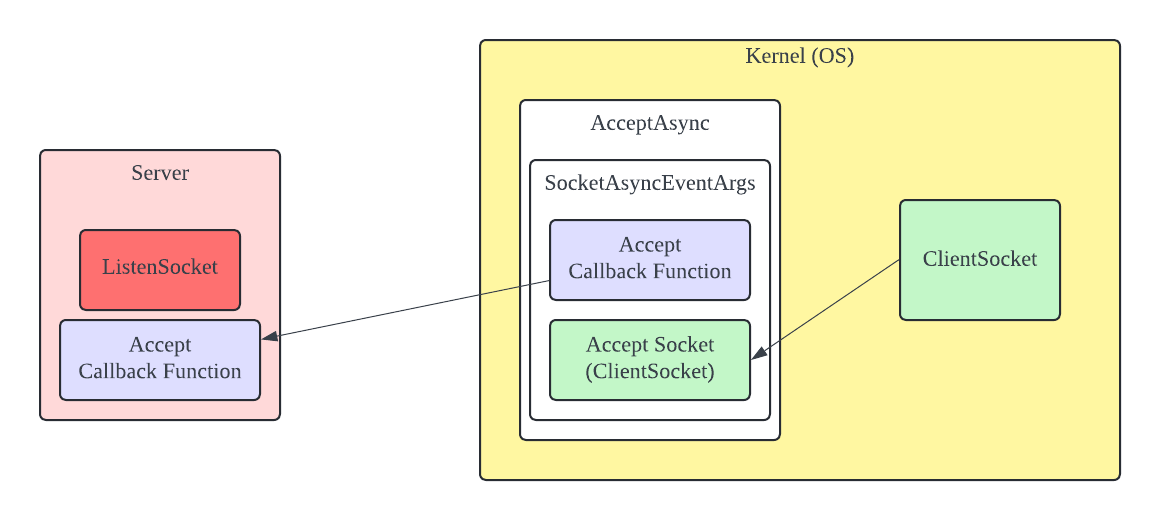 Kernel (OS)
AcceptAsync
Server
SocketAsyncEventArgs
ListenSocket
Accept
Callback Function
ClientSocket
Accept
Callback Function
Accept Socket
(ClientSocket)